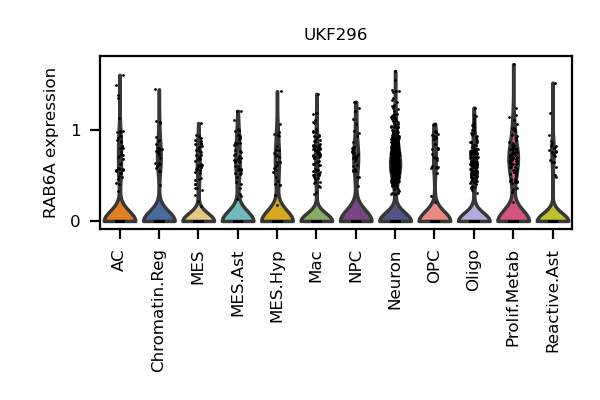 UKF296
RAB6A expression
1
0
AC
Chromatin.Reg
MES
MES.Ast
MES.Hyp
Mac
NPC
Neuron
OPC
Oligo
Prolif.Metab
Reactive.Ast